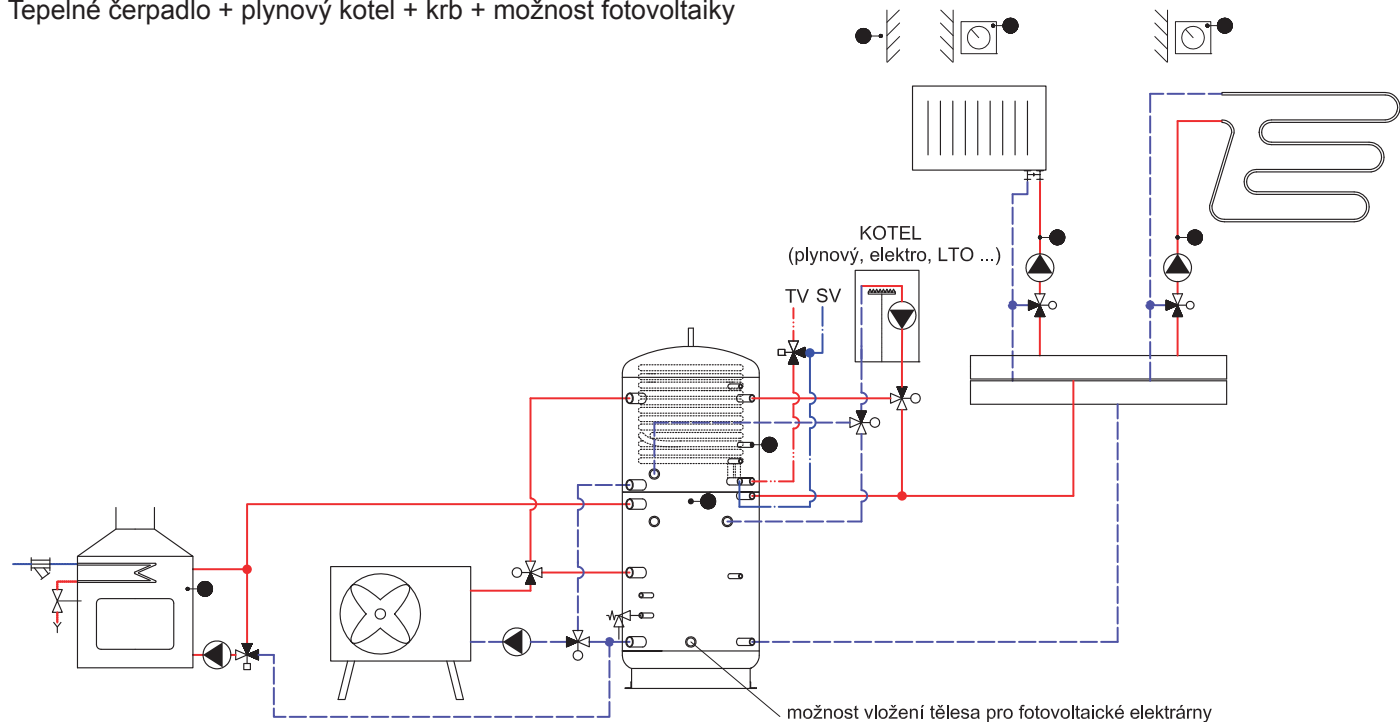 Tepelné čerpadlo + plynový kotel + krb + možnost fotovoltaiky
KOTEL
(plynový, elektro, LTO ...)
TV SV
možnost vložení tělesa pro fotovoltaické elektrárny